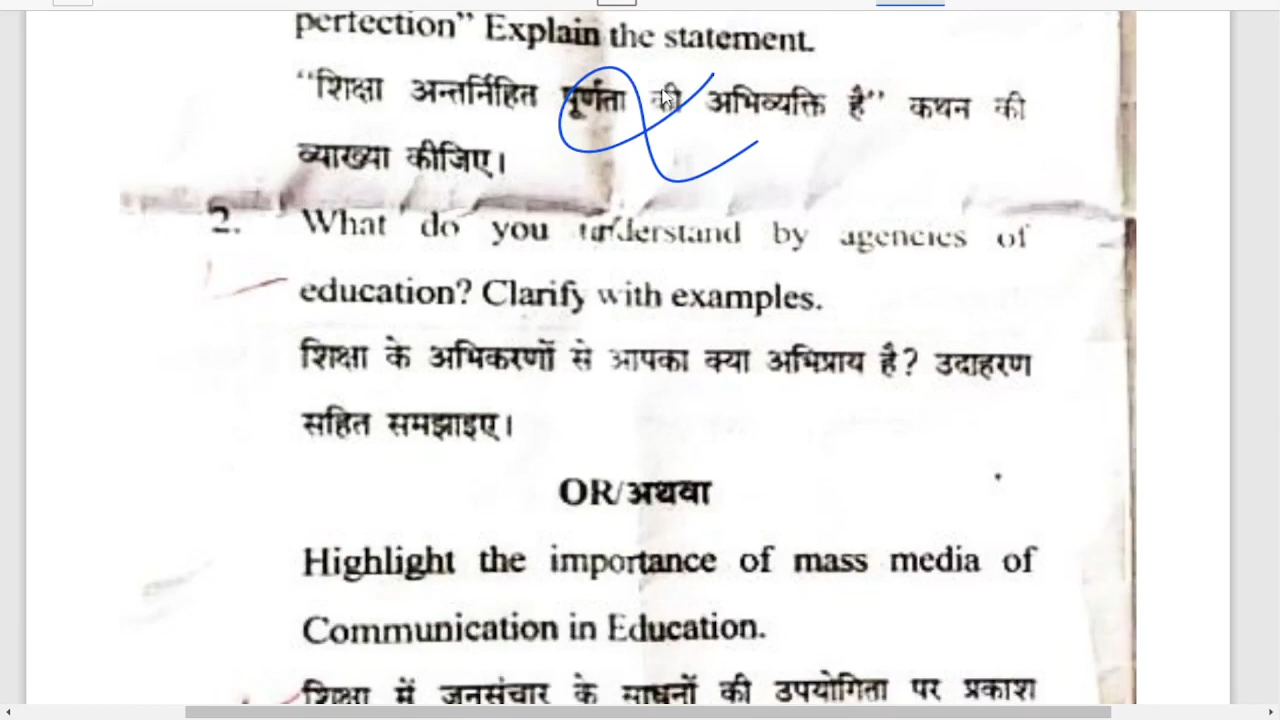 perfection” Explain the statement.
“शिक्षा अन्तर्निहित पूर्णता की अभिव्यक्ति है” कथन की
व्याख्या कीजिए।
2. What do you understand by agencies of
education? Clarify with examples.
शिक्षा के अभिकरणों से आपका क्या अभिप्राय है? उदाहरण
सहित समझाइए।
OR/अथवा
Highlight the importance of mass media of
Communication in Education.
शिक्षा में जनसंचार के साधनों की उपयोगिता पर प्रकाश